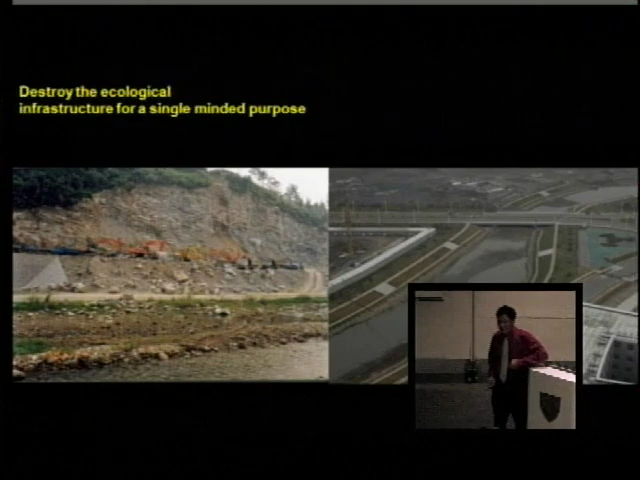 Destroy the ecological
infrastructure for a single minded purpose